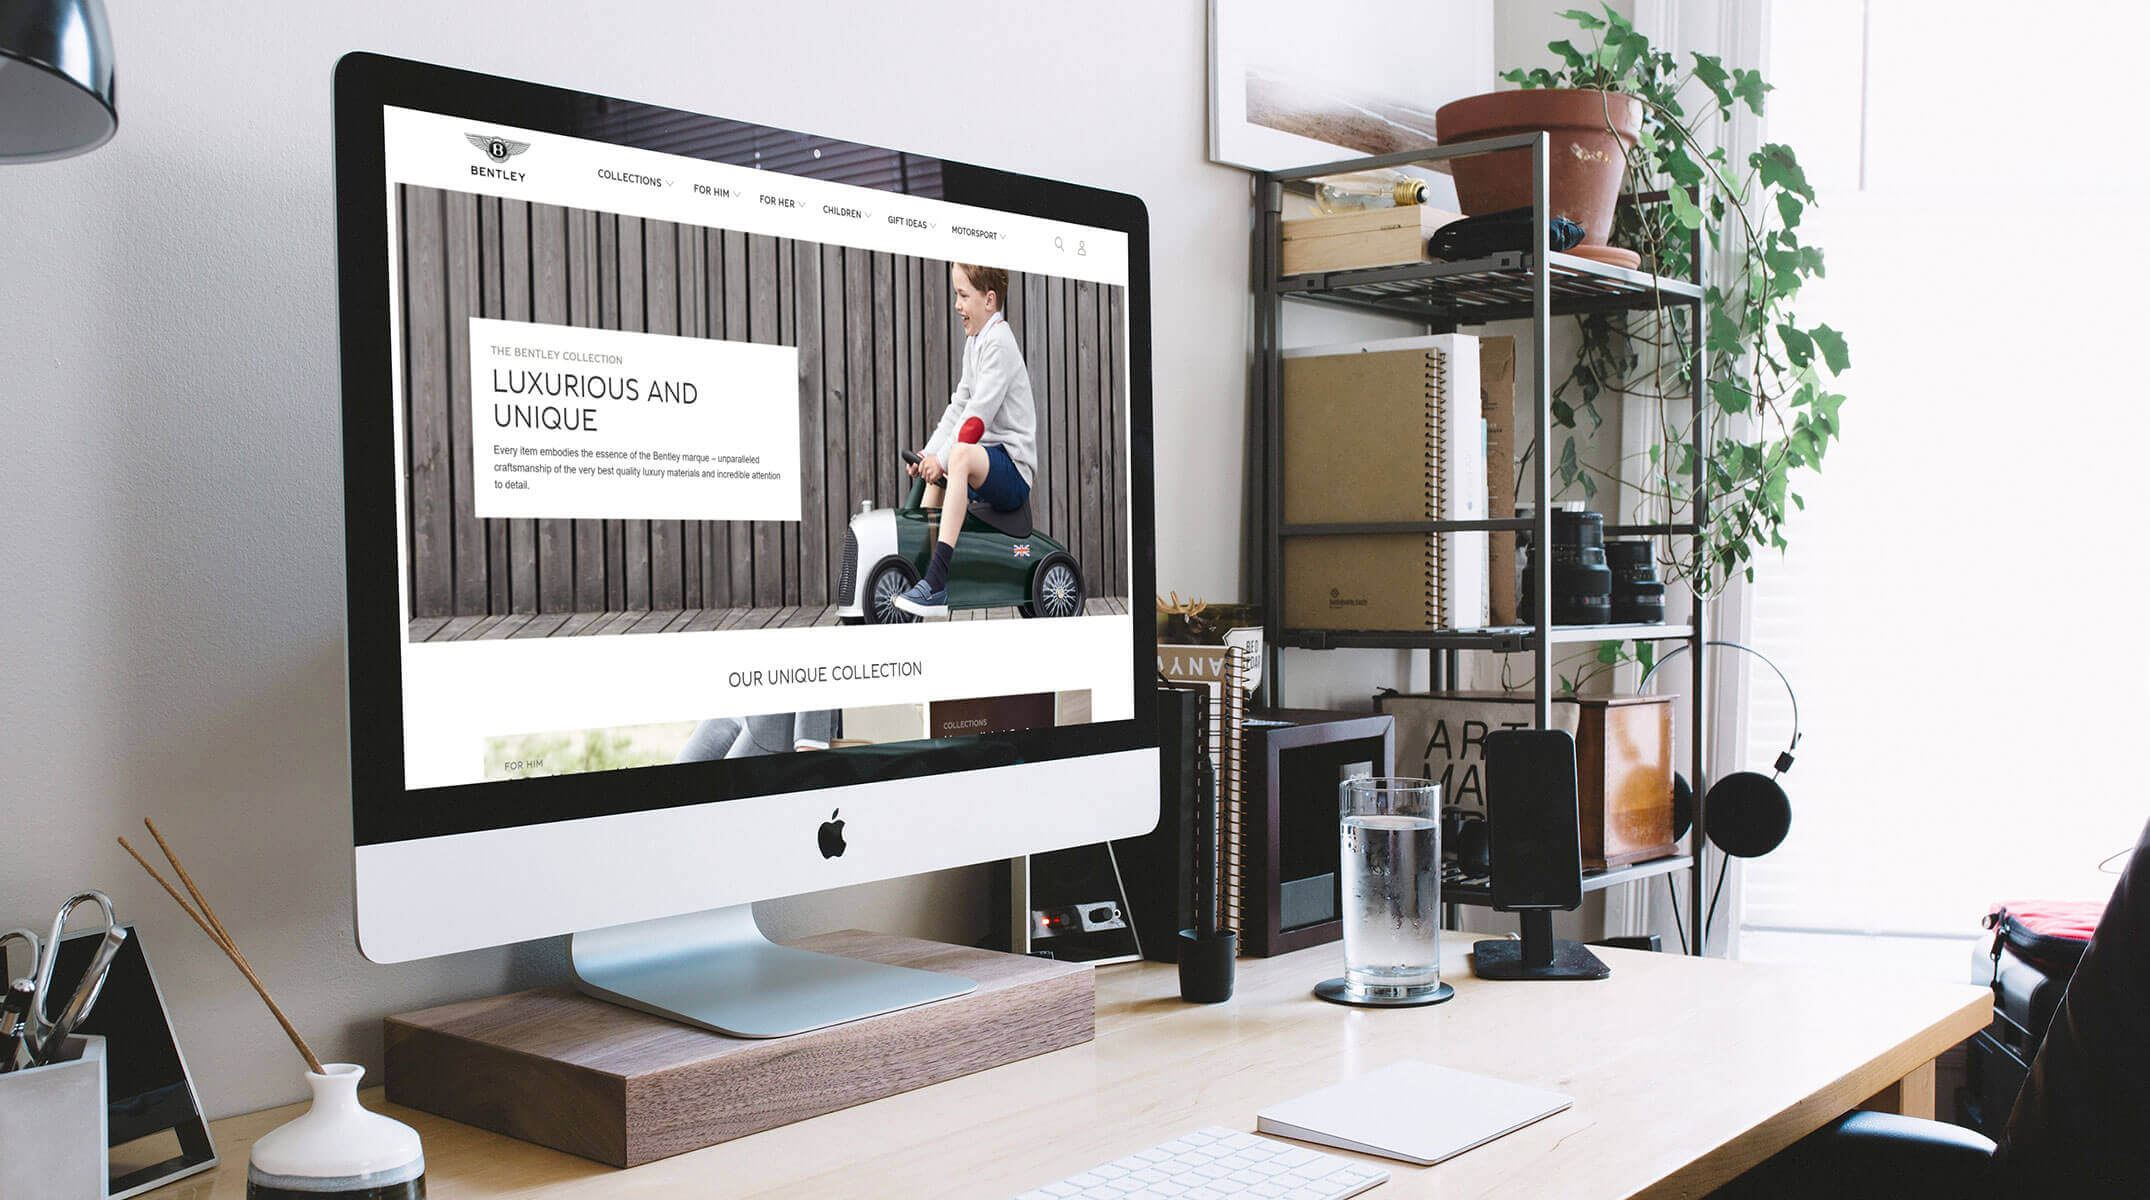 BENTLEY
COLLECTIONS
FOR HIM
FOR HER
CHILDREN
GIFT IDEAS
MOTORSPORT
THE BENTLEY COLLECTION
LUXURIOUS AND
UNIQUE
Every item embodies the essence of the Bentley marque – unparalleled
craftsmanship of the very best quality luxury materials and incredible attention
to detail.
OUR UNIQUE COLLECTION
FOR HIM
COLLECTIONS
ART